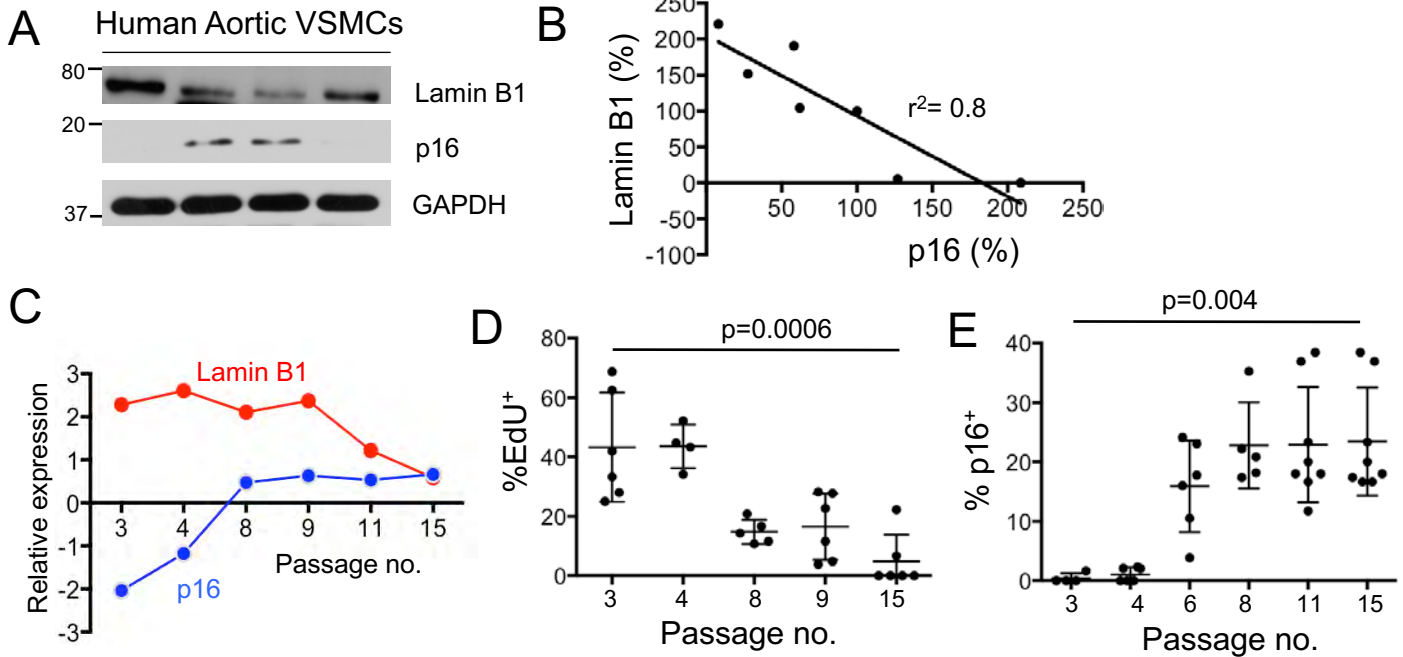 A
Human Aortic VSMCs
80
Lamin B1
20
p16
37
GAPDH
B
Lamin B1 (%)
250
200
150
100
50
0
-50
-100
r²= 0.8
50 100 150 200 250
p16 (%)
C
Relative expression
3
2
1
0
-1
-2
-3
Lamin B1
3 4 8 9 11 15
Passage no.
p16
D
p=0.0006
%EdU⁺
80
60
40
20
0
3 4 8 9 15
Passage no.
E
p=0.004
% p16⁺
40
30
20
10
0
3 4 6 8 11 15
Passage no.